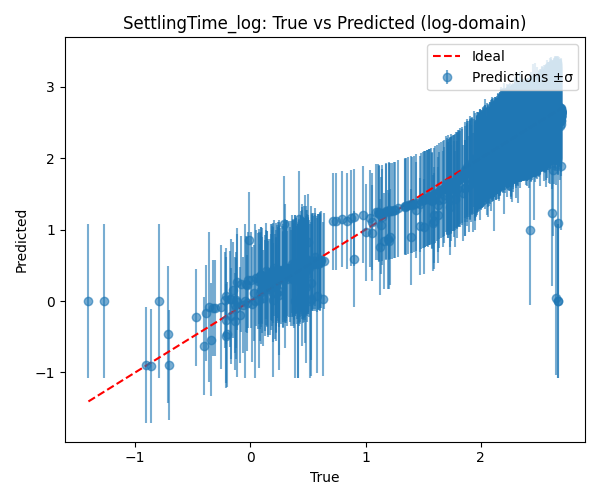 SettlingTime_log: True vs Predicted (log-domain)
Ideal
Predictions ±σ
3
2
1
0
−1
Predicted
−1
0
1
2
True